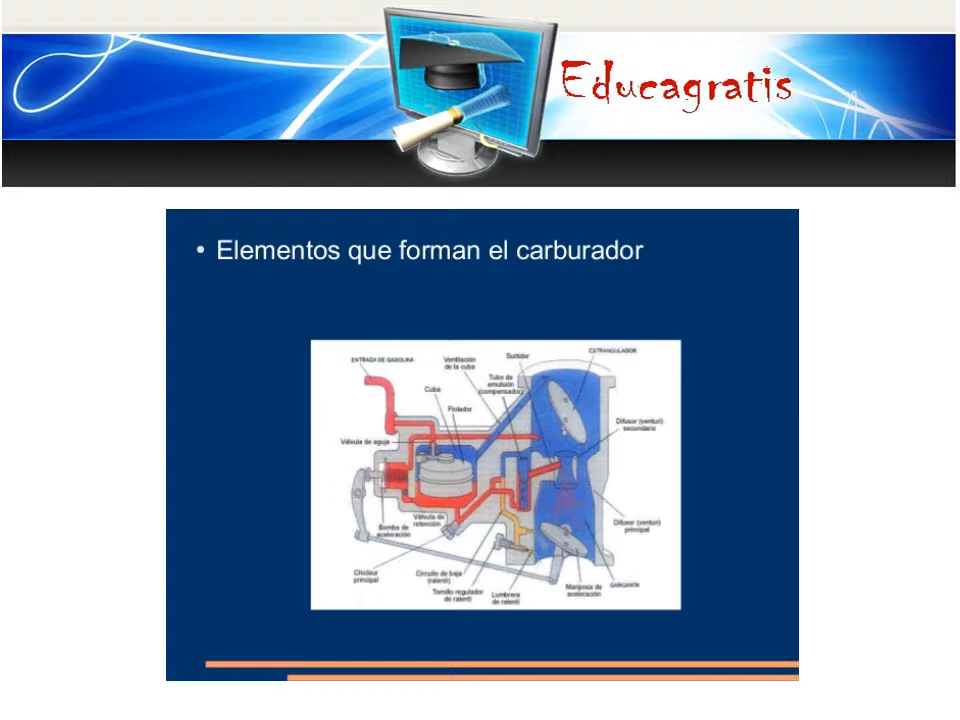 Educagratis
• Elementos que forman el carburador
ENTRADA DE GASOLINA
Ventilación
de la cuba
Surtidor
ESTRANGULADOR
Tubo de
emulsión
(compensador)
Cuba
Flotador
Difusor (venturi)
secundario
Válvula de aguja
Válvula de
retención
Bomba de
aceleración
Difusor (venturi)
principal
Chicleur
principal
Circuito de baja
(ralentí)
Tornillo regulador
de ralentí
Lumbrera
de ralentí
Mariposa de
aceleración
GARGANTA